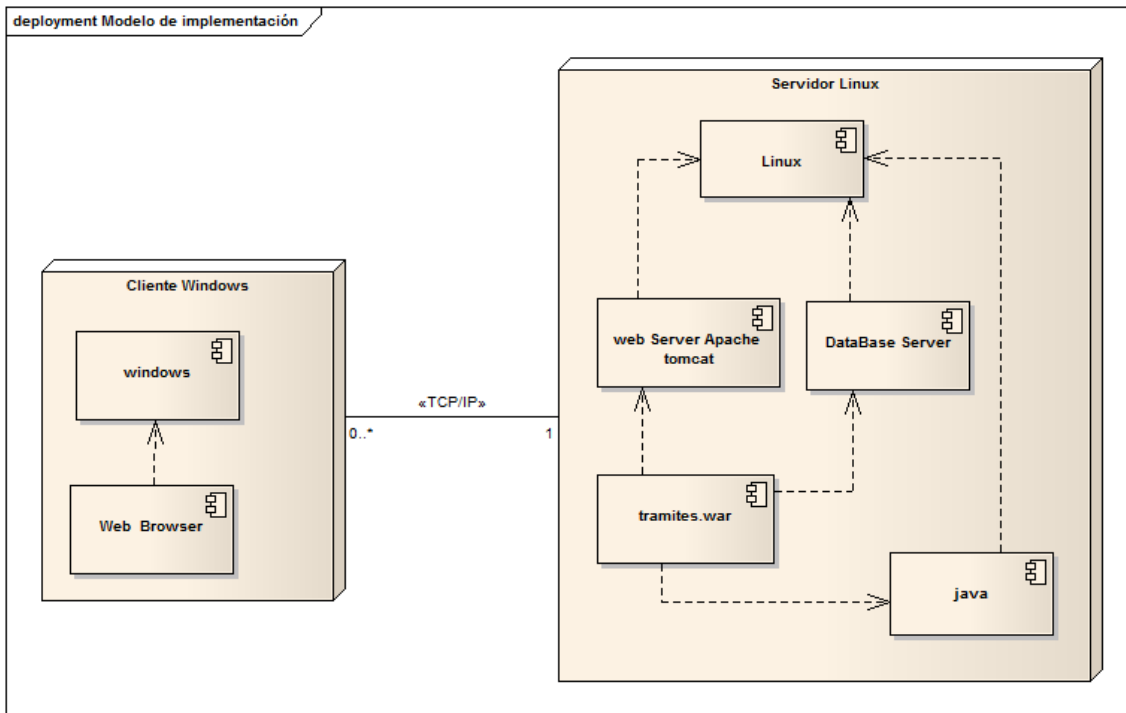 deployment Modelo de implementación
Servidor Linux
Linux
Cliente Windows
windows
web Server Apache
tomcat
DataBase Server
«TCP/IP»
0..*
1
Web Browser
tramites.war
java